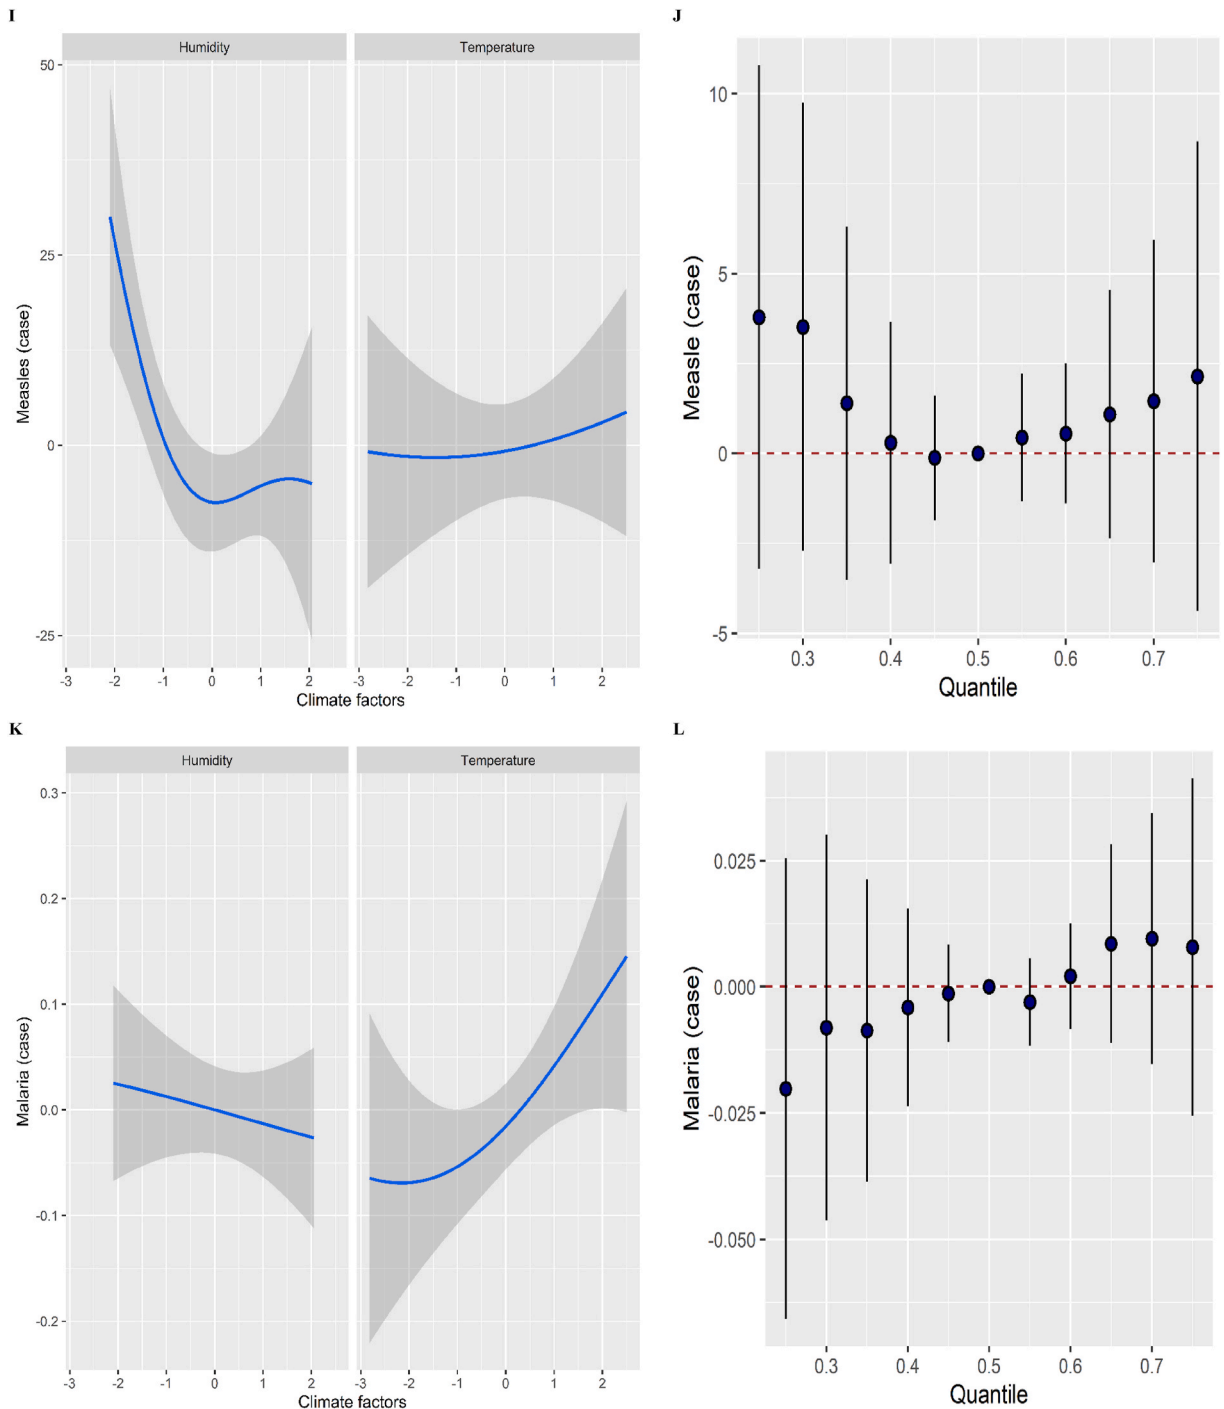 I
Humidity Temperature
50
25
0
-25
Measles (case)
-3 -2 -1 0 1 2 -3 -2 -1 0 1 2
Climate factors
J
10
5
0
-5
Measle (case)
0.3 0.4 0.5 0.6 0.7
Quantile
K
Humidity Temperature
0.3
0.2
0.1
0.0
-0.1
-0.2
Malaria (case)
-3 -2 -1 0 1 2 -3 -2 -1 0 1 2
Climate factors
L
0.025
0.000
-0.025
-0.050
Malaria (case)
0.3 0.4 0.5 0.6 0.7
Quantile